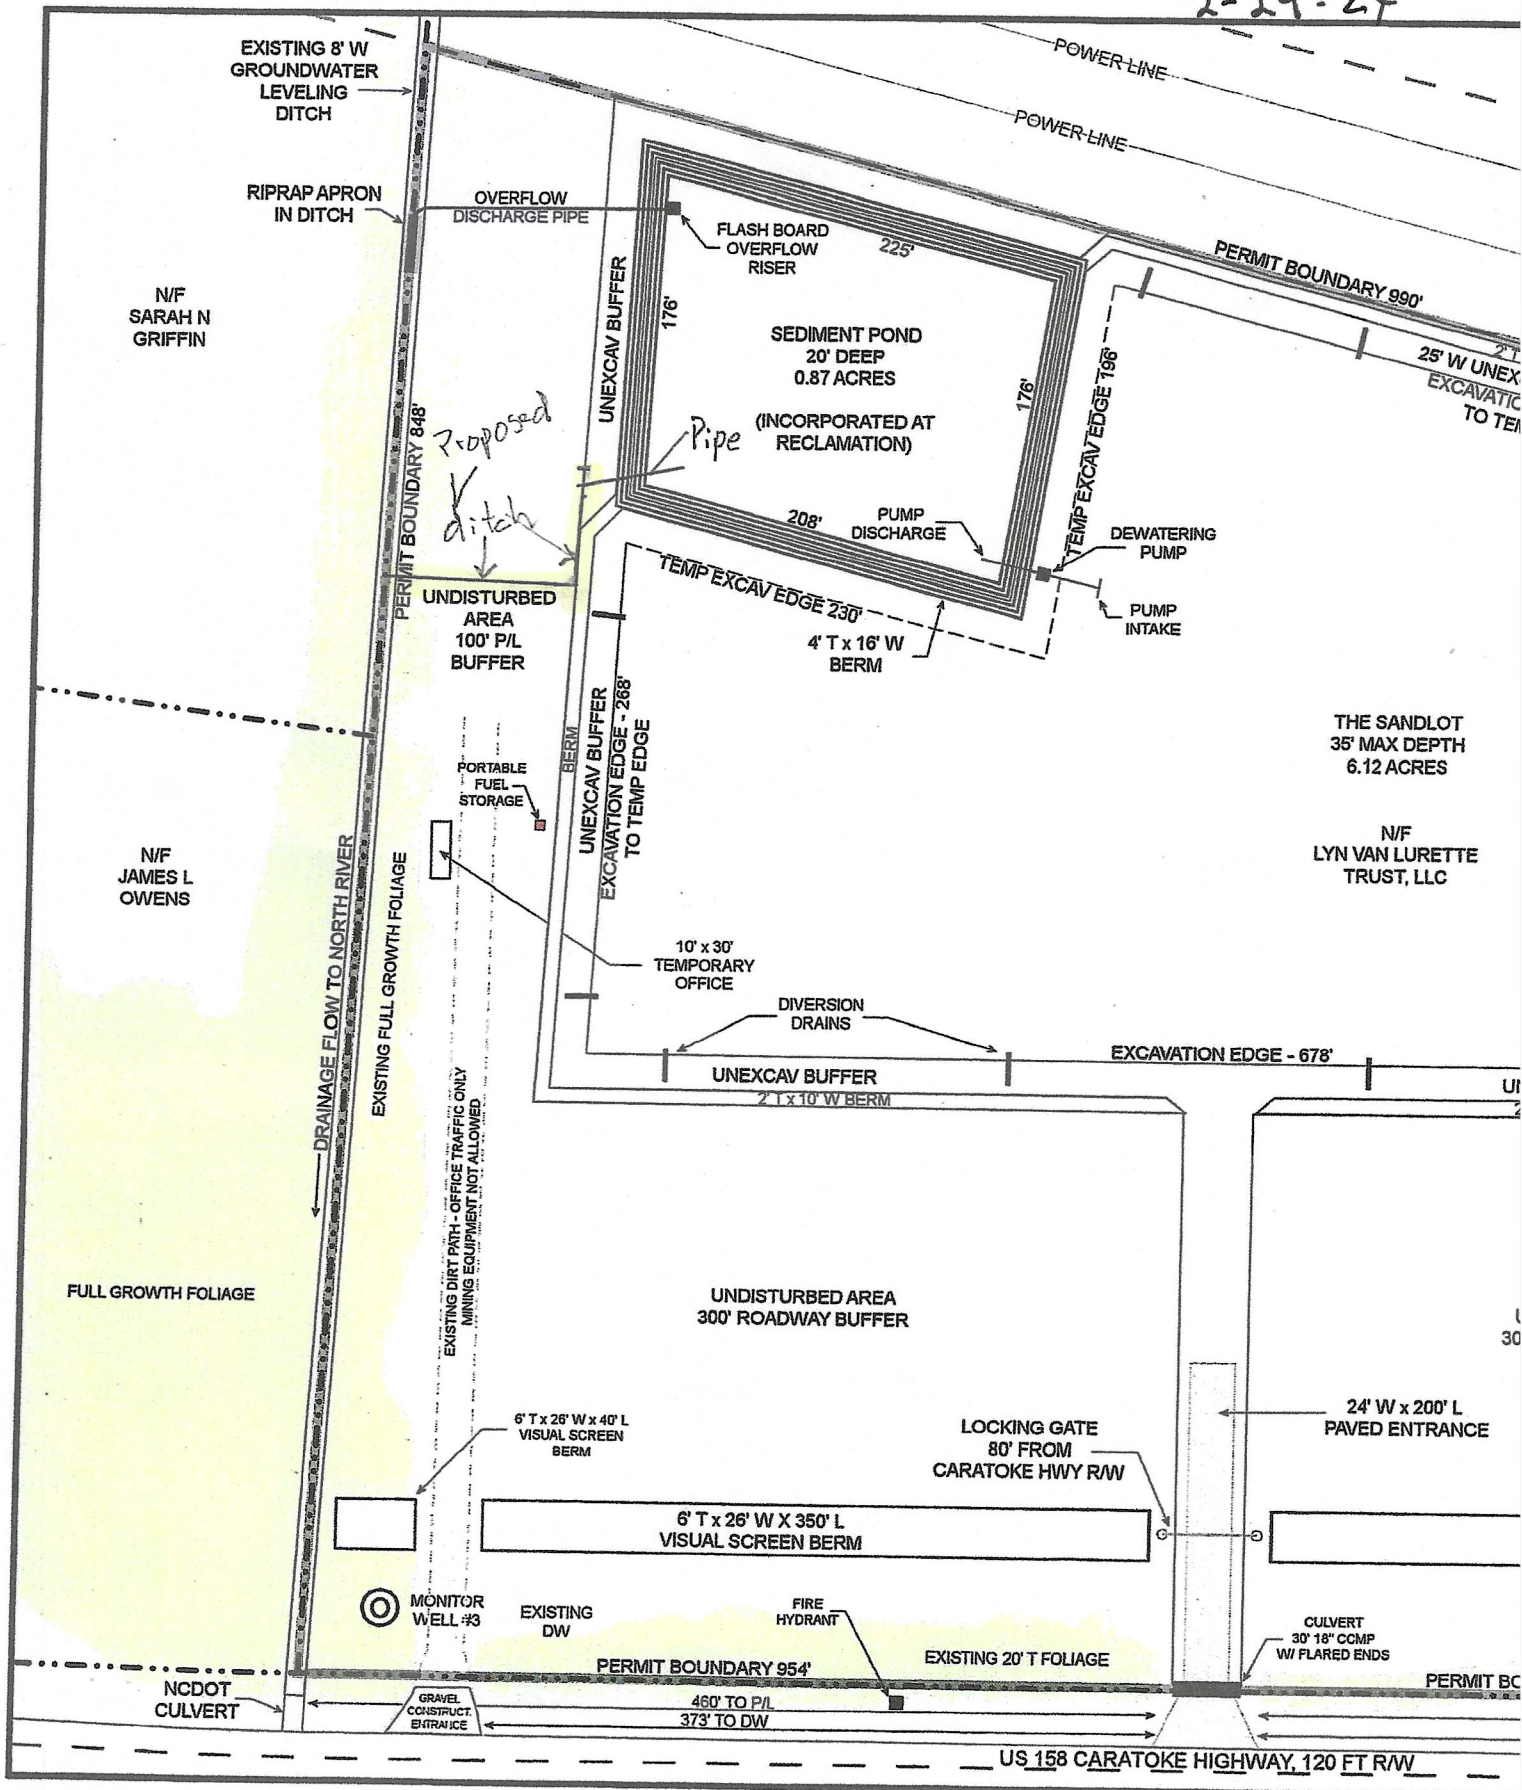 2-29-24
POWER LINE
POWER LINE
EXISTING 8' W
GROUNDWATER
LEVELING
DITCH
RIPRAP APRON
IN DITCH
OVERFLOW
DISCHARGE PIPE
FLASH BOARD
OVERFLOW
RISER
225'
PERMIT BOUNDARY 990'
N/F
SARAH N
GRIFFIN
UNEXCAV BUFFER
176'
SEDIMENT POND
20' DEEP
0.87 ACRES
(INCORPORATED AT
RECLAMATION)
176'
TEMP EXCAV EDGE 196'
2' T
25' W UNEX
EXCAVATIO
TO TEM
PERMIT BOUNDARY 848'
Proposed
ditch
Pipe
208'
PUMP
DISCHARGE
DEWATERING
PUMP
TEMP EXCAV EDGE 230'
PUMP
INTAKE
4' T x 16' W
BERM
UNDISTURBED
AREA
100' P/L
BUFFER
BERM
UNEXCAV BUFFER
EXCAVATION EDGE - 268'
TO TEMP EDGE
PORTABLE
FUEL
STORAGE
THE SANDLOT
35' MAX DEPTH
6.12 ACRES
N/F
LYN VAN LURETTE
TRUST, LLC
N/F
JAMES L
OWENS
DRAINAGE FLOW TO NORTH RIVER
EXISTING FULL GROWTH FOLIAGE
10' x 30'
TEMPORARY
OFFICE
DIVERSION
DRAINS
EXCAVATION EDGE - 678'
UNEXCAV BUFFER
2' T x 10' W BERM
UN
2
EXISTING DIRT PATH - OFFICE TRAFFIC ONLY
MINING EQUIPMENT NOT ALLOWED
FULL GROWTH FOLIAGE
UNDISTURBED AREA
300' ROADWAY BUFFER
30
6' T x 26' W x 40' L
VISUAL SCREEN
BERM
LOCKING GATE
80' FROM
CARATOKE HWY R/W
24' W x 200' L
PAVED ENTRANCE
6' T x 26' W X 350' L
VISUAL SCREEN BERM
MONITOR
WELL #3
EXISTING
DW
FIRE
HYDRANT
EXISTING 20' T FOLIAGE
CULVERT
30' 18" CCMP
W/ FLARED ENDS
PERMIT BOUNDARY 954'
PERMIT BO
NCDOT
CULVERT
GRAVEL
CONSTRUCT.
ENTRANCE
460' TO P/L
373' TO DW
US 158 CARATOKE HIGHWAY, 120 FT R/W